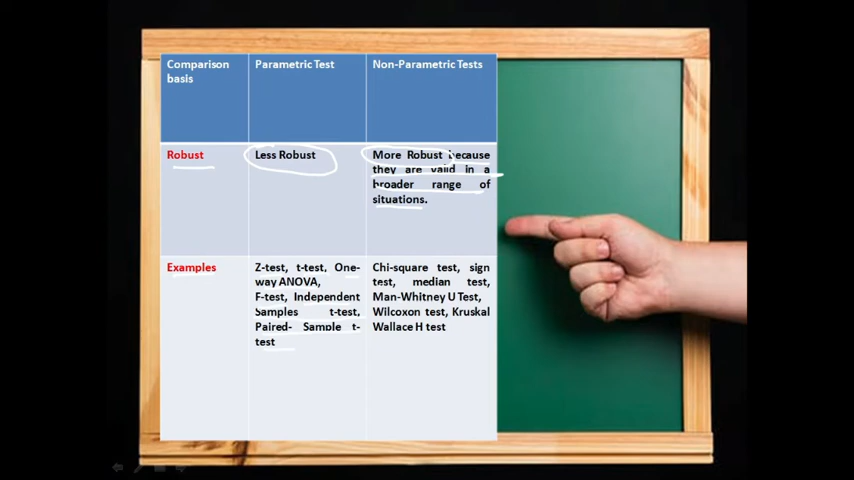 Comparison basis
Parametric Test
Non-Parametric Tests
Robust
Less Robust
More Robust because
they are valid in a
broader range of
situations.
Examples
Z-test, t-test, One-
way ANOVA,
F-test, Independent
Samples t-test,
Paired- Sample t-
test
Chi-square test, sign
test, median test,
Man-Whitney U Test,
Wilcoxon test, Kruskal
Wallace H test